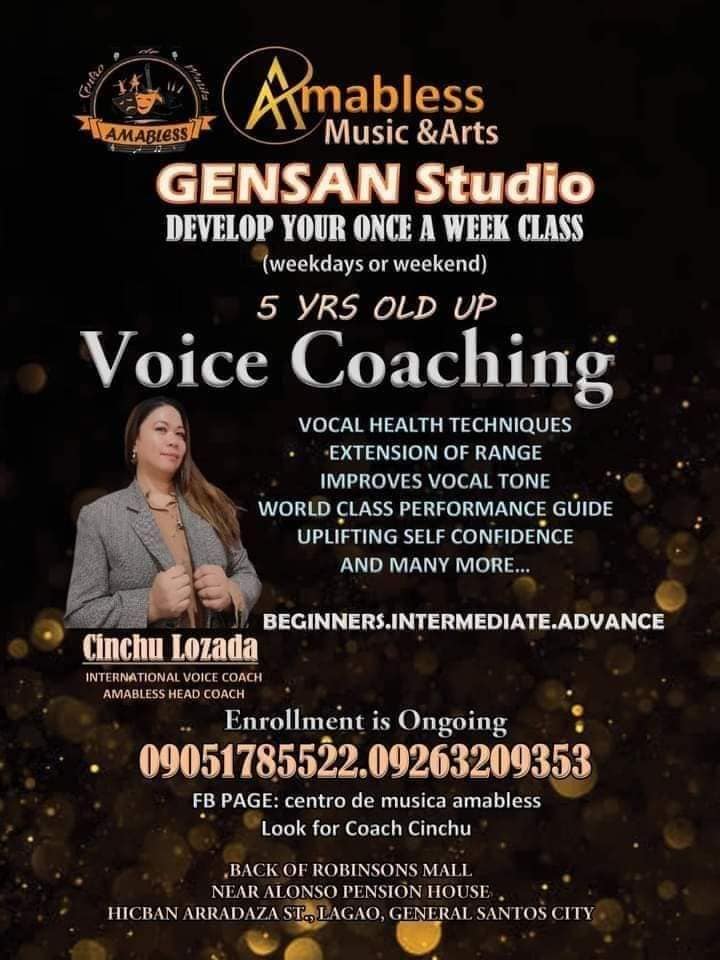 Centro de Musica
AMABLESS
Amabless
Music &Arts
GENSAN Studio
DEVELOP YOUR ONCE A WEEK CLASS
(weekdays or weekend)
5 YRS OLD UP
Voice Coaching
VOCAL HEALTH TECHNIQUES
EXTENSION OF RANGE
IMPROVES VOCAL TONE
WORLD CLASS PERFORMANCE GUIDE
UPLIFTING SELF CONFIDENCE
AND MANY MORE...
BEGINNERS.INTERMEDIATE.ADVANCE
Cinchu Lozada
INTERNATIONAL VOICE COACH
AMABLESS HEAD COACH
Enrollment is Ongoing
09051785522.09263209353
FB PAGE: centro de musica amabless
Look for Coach Cinchu
BACK OF ROBINSONS MALL
NEAR ALONSO PENSION HOUSE
HICBAN ARRADAZA ST., LAGAO, GENERAL SANTOS CITY